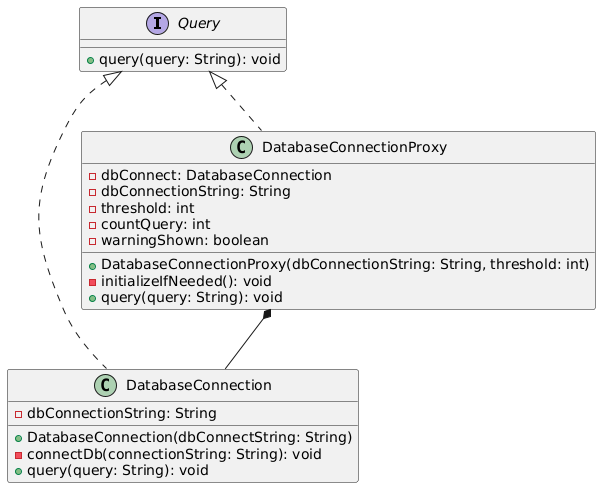 I Query
query(query: String): void
C DatabaseConnectionProxy
dbConnect: DatabaseConnection
dbConnectionString: String
threshold: int
countQuery: int
warningShown: boolean
DatabaseConnectionProxy(dbConnectionString: String, threshold: int)
initializeIfNeeded(): void
query(query: String): void
C DatabaseConnection
dbConnectionString: String
DatabaseConnection(dbConnectString: String)
connectDb(connectionString: String): void
query(query: String): void